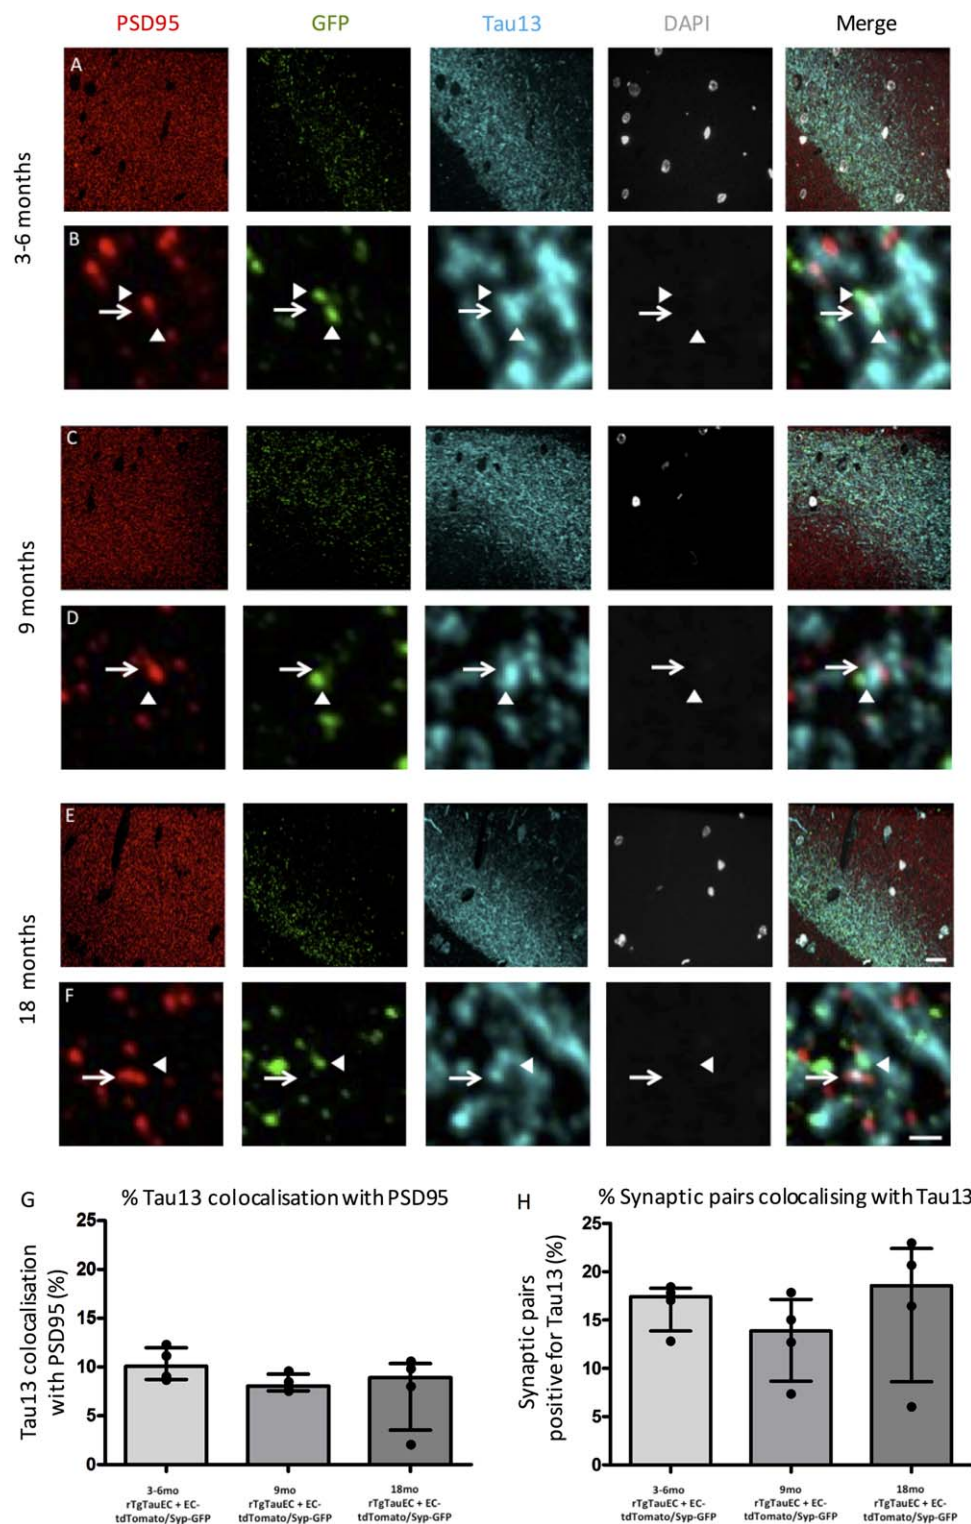 PSD95 GFP Tau13 DAPI Merge
3-6 months
A
B
9 months
C
D
18 months
E
F
G % Tau13 colocalisation with PSD95
Tau13 colocalisation
with PSD95 (%)
25
20
15
10
5
0
3-6mo
rTgTauEC + EC-
tdTomato/Syp-GFP
9mo
rTgTauEC + EC-
tdTomato/Syp-GFP
18mo
rTgTauEC + EC-
tdTomato/Syp-GFP
H % Synaptic pairs colocalising with Tau13
Synaptic pairs
positive for Tau13 (%)
25
20
15
10
5
0
3-6mo
rTgTauEC + EC-
tdTomato/Syp-GFP
9mo
rTgTauEC + EC-
tdTomato/Syp-GFP
18mo
rTgTauEC + EC-
tdTomato/Syp-GFP